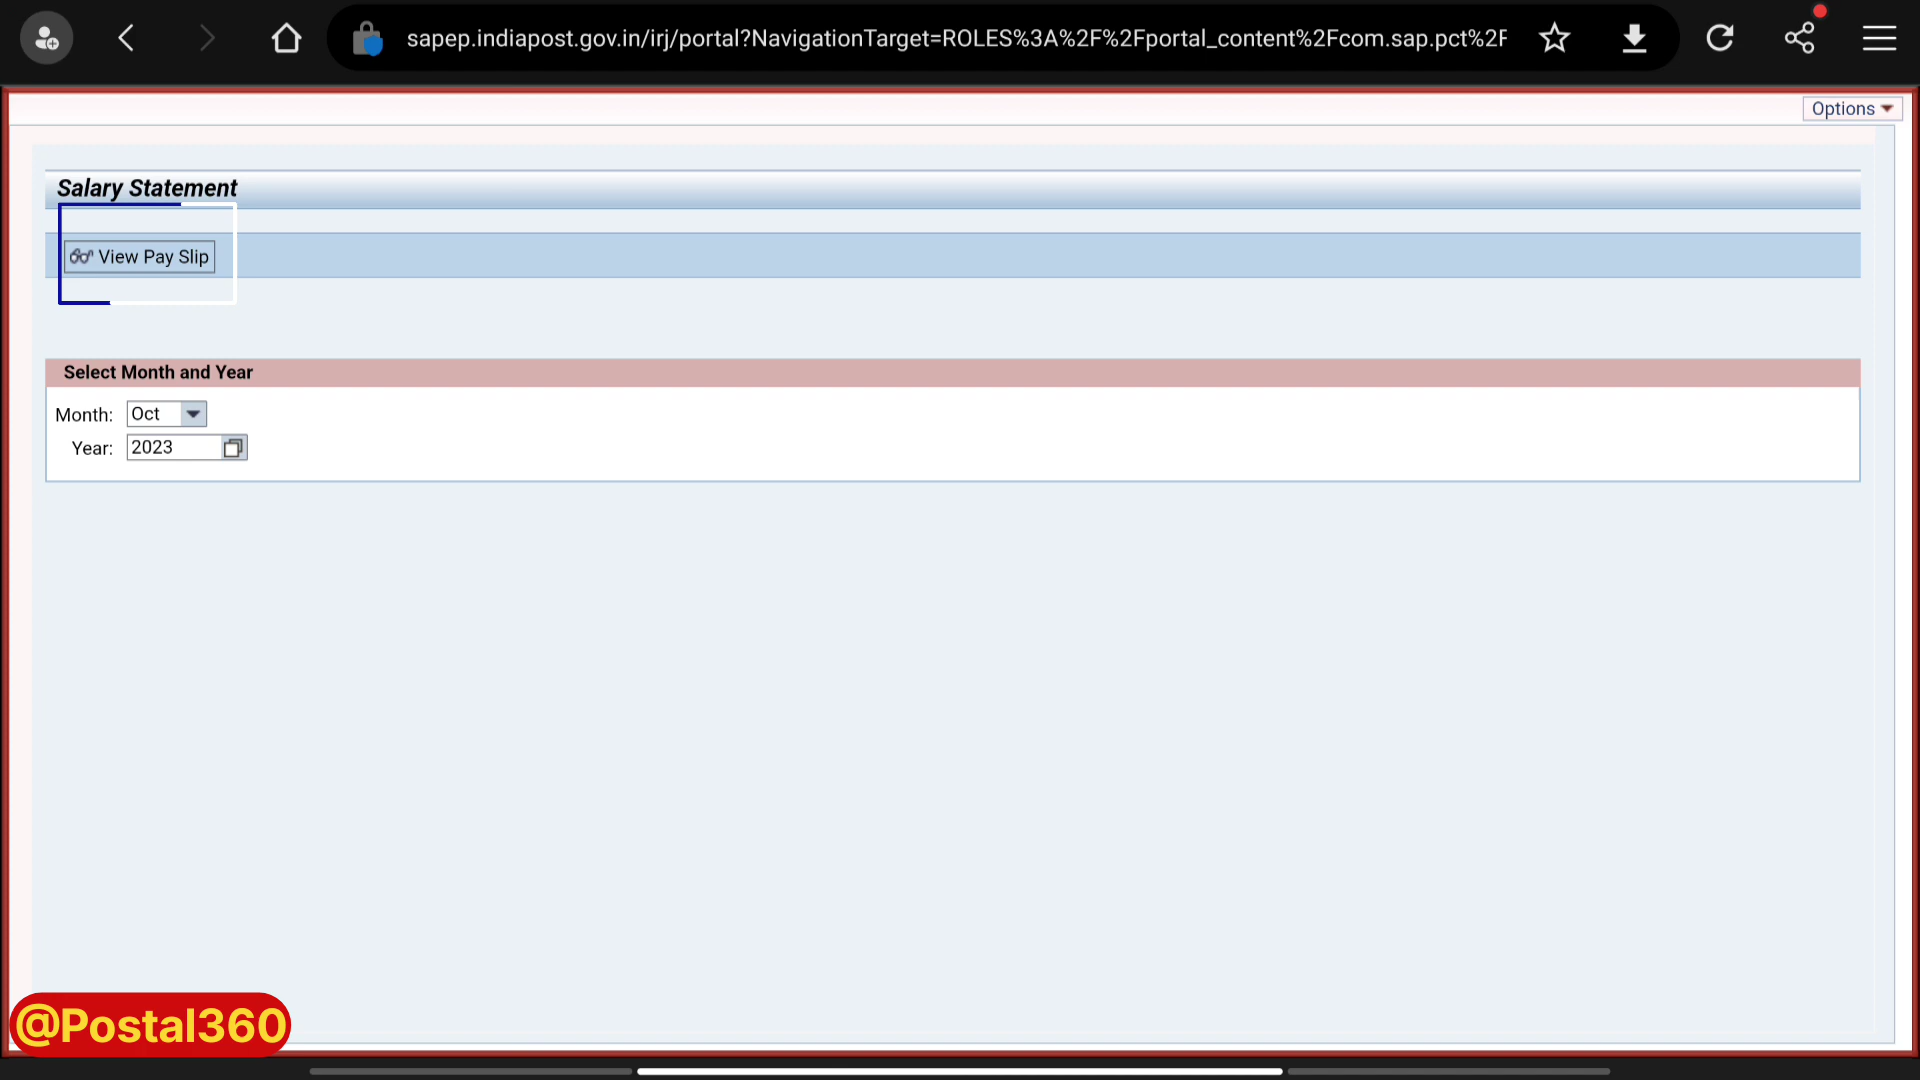 sapep.indiapost.gov.in/irj/portal?NavigationTarget=ROLES%3A%2F%2Fportal_content%2Fcom.sap.pct%2F
Options
Salary Statement
View Pay Slip
Select Month and Year
Month: Oct
Year: 2023
@Postal360